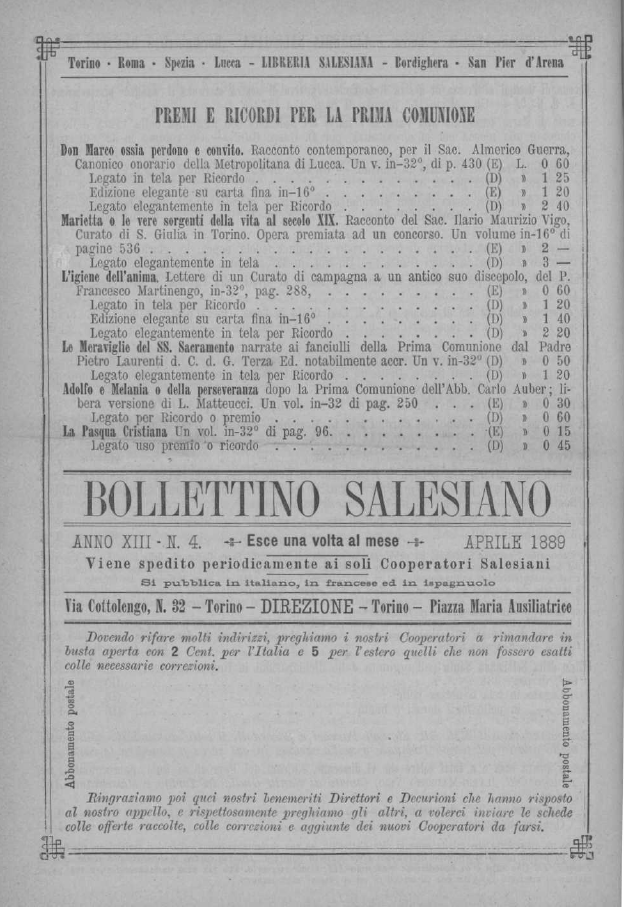 Torino - Roma - Spezia - Lucca - LIBRERIA SALESIANA - Bordighera - San Pier d'Arena
PREMI E RICORDI PER LA PRIMA COMUNIONE
Don Marco ossia perdono e convito. Racconto contemporaneo, per il Sac. Almerico Guerra,
Canonico onorario della Metropolitana di Lucca. Un v. in-32°, di p. 430 (E) L. 0 60
Legato in tela per Ricordo . . . . . . . . . . . (D) » 1 25
Edizione elegante su carta fina in-16° . . . . . . . . (E) » 1 20
Legato elegantemente in tela per Ricordo . . . . . . . (D) » 2 40
Marietta o le vere sorgenti della vita al secolo XIX. Racconto del Sac. Ilario Maurizio Vigo,
Curato di S. Giulia in Torino. Opera premiata ad un concorso. Un volume in-16° di
pagine 536 . . . . . . . . . . . . . . (E) » 2 —
Legato elegantemente in tela . . . . . . . . . . (D) » 3 —
L'igiene dell'anima. Lettere di un Curato di campagna a un antico suo discepolo, del P.
Francesco Martinengo, in-32°, pag. 288, . . . . . . . . (E) » 0 60
Legato in tela per Ricordo . . . . . . . . . . . (D) » 1 20
Edizione elegante su carta fina in-16° . . . . . . . . (E) » 1 40
Legato elegantemente in tela per Ricordo . . . . . . . (D) » 2 20
Le Meraviglie del SS. Sacramento narrate ai fanciulli della Prima Comunione dal Padre
Pietro Laurenti d. C. d. G. Terza Ed. notabilmente accr. Un v. in-32° (D) » 0 50
Legato elegantemente in tela per Ricordo . . . . . . . (D) » 1 20
Adolfo e Melania o della perseveranza dopo la Prima Comunione dell'Abb. Carlo Auber; li-
bera versione di L. Matteucci. Un vol. in-32 di pag. 250 . . . (E) » 0 30
Legato per Ricordo o premio . . . . . . . . . . (D) » 0 60
La Pasqua Cristiana Un vol. in-32° di pag. 96. . . . . . . . (E) » 0 15
Legato uso premio o ricordo . . . . . . . . . . (D) » 0 45
BOLLETTINO SALESIANO
ANNO XIII - N. 4. Esce una volta al mese APRILE 1889
Viene spedito periodicamente ai soli Cooperatori Salesiani
Si pubblica in italiano, in francese ed in ispagnuolo
Via Cottolengo, N. 32 — Torino — DIREZIONE — Torino — Piazza Maria Ausiliatrice
Dovendo rifare molti indirizzi, preghiamo i nostri Cooperatori a rimandare in
busta aperta con 2 Cent. per l'Italia e 5 per l'estero quelli che non fossero esatti
colle necessarie correzioni.
Abbonamento postale
Abbonamento postale
Ringraziamo poi quei nostri benemeriti Direttori e Decurioni che hanno risposto
al nostro appello, e rispettosamente preghiamo gli altri, a volerci inviare le schede
colle offerte raccolte, colle correzioni e aggiunte dei nuovi Cooperatori da farsi.